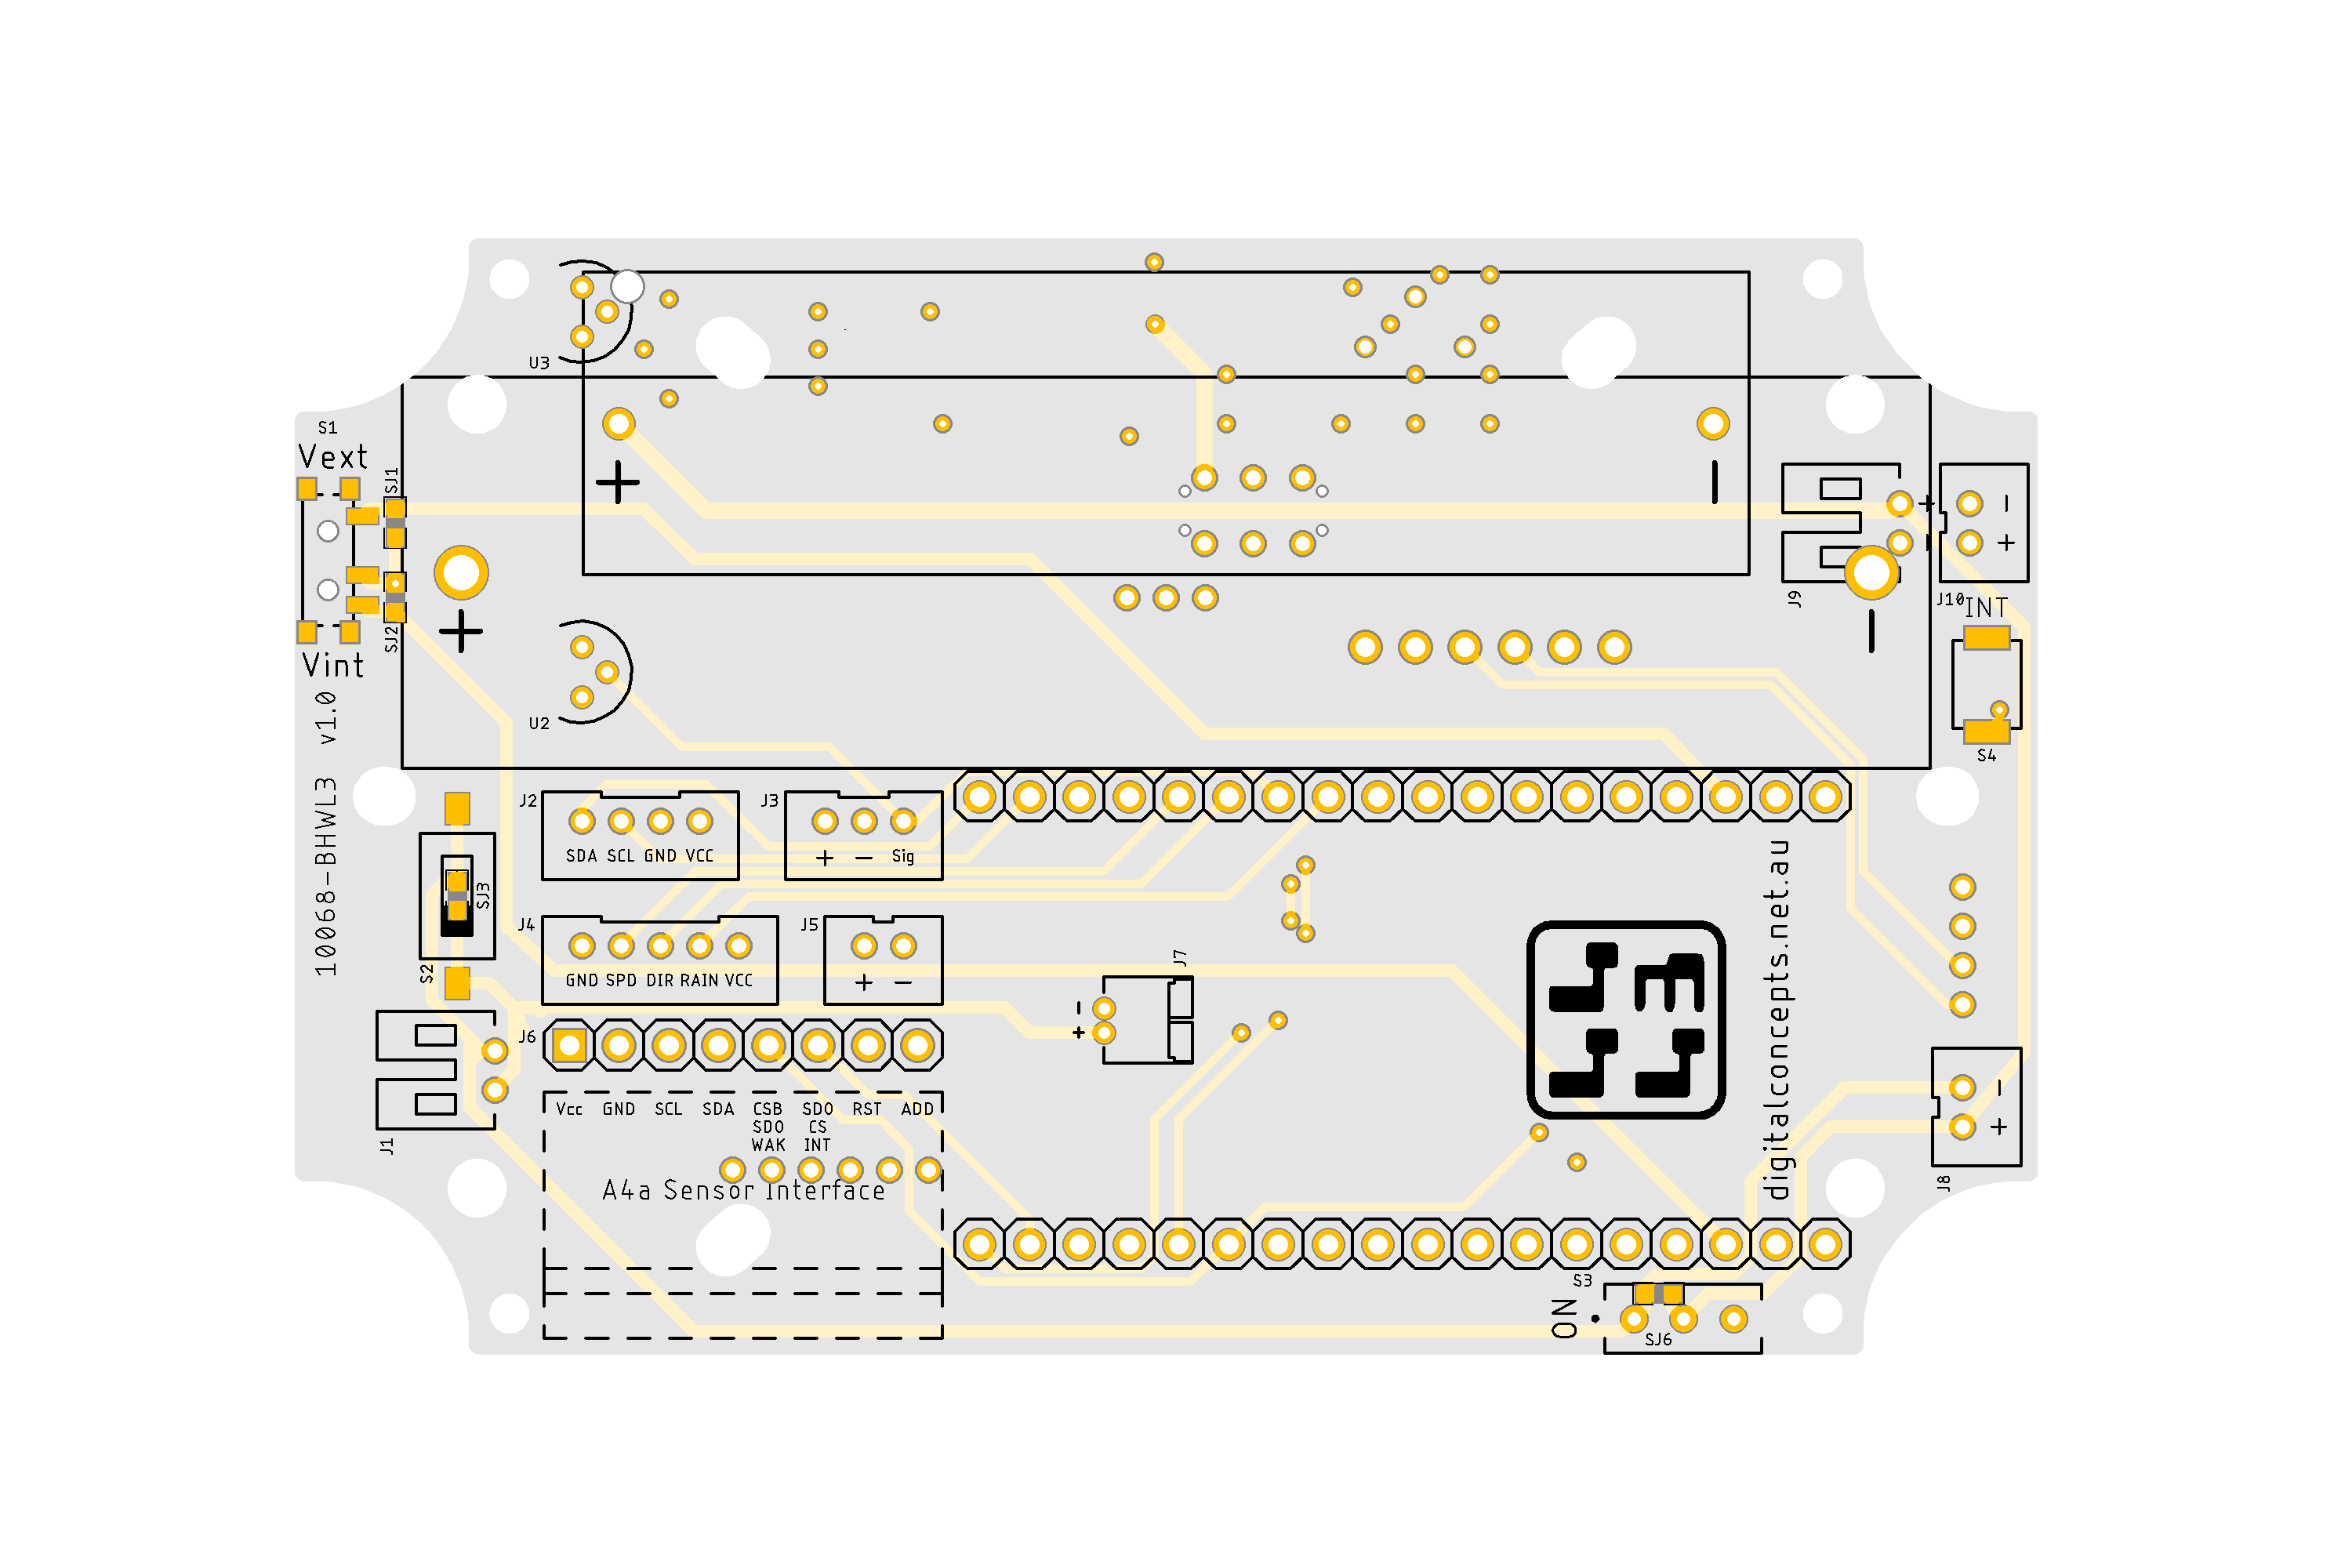 U3
S1
Vext
SJ1
+
-
+
-
-
+
J9
J10
INT
SJ2
+
-
Vint
U2
S4
10068-BHWL3 v1.0
J2
J3
SDA SCL GND VCC
+ - Sig
SJ3
S2
J4
J5
GND SPD DIR RAIN VCC
+ -
J7
-
+
digitalconcepts.net.au
J6
J1
Vcc GND SCL SDA CSB SDO RST ADD
SDO CS
WAK INT
A4a Sensor Interface
-
+
J8
S3
ON
SJ6